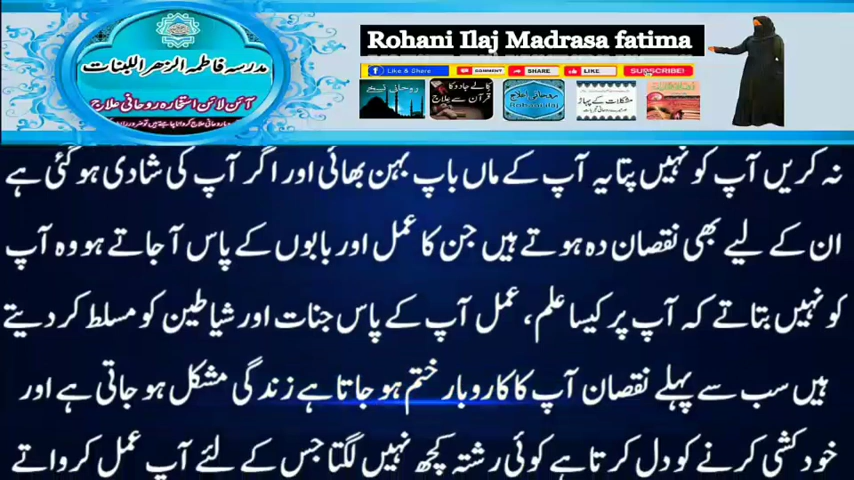 Rohani Ilaj Madrasa fatima
مدرسہ فاطمہ الزھرا للبنات
آن لائن استخارہ روحانی علاج
Like & Share COMMENT SHARE LIKE SUBSCRIBE!
نہ کریں آپ کو نہیں پتا یہ آپ کے ماں باپ بہن بھائی اور اگر آپ کی شادی ہو گئی ہے
ان کے لیے بھی نقصان دہ ہوتے ہیں جن کا عمل اور بابوں کے پاس آ جاتے ہو وہ آپ
کو نہیں بتاتے کہ آپ پر کیسا علم، عمل آپ کے پاس جنات اور شیاطین کو مسلط کر دیتے
ہیں سب سے پہلے نقصان آپ کا کاروبار ختم ہو جاتا ہے زندگی مشکل ہو جاتی ہے اور
خودکشی کرنے کو دل کرتا ہے کوئی رشتہ کچھ نہیں لگتا جس کے لئے آپ عمل کرواتے